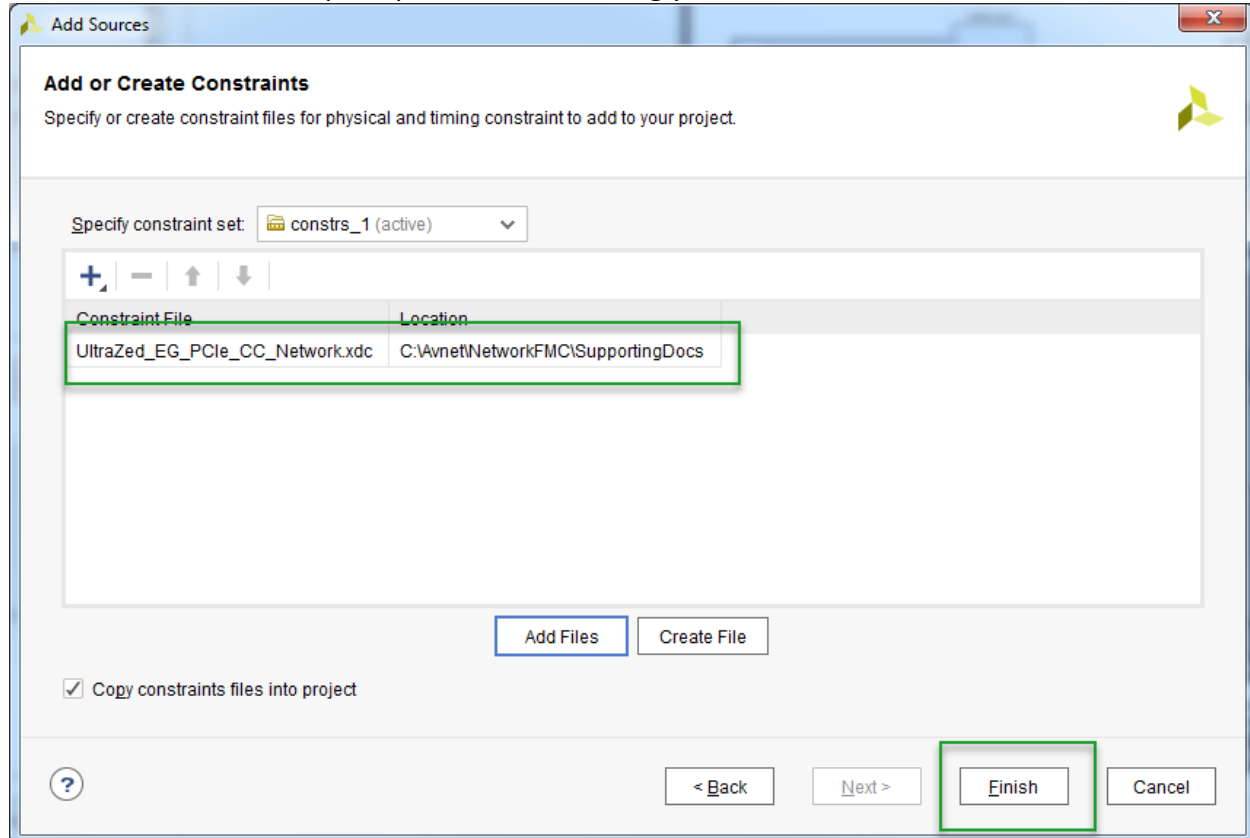 Add Sources
Add or Create Constraints
Specify or create constraint files for physical and timing constraint to add to your project.
Specify constraint set: constrs_1 (active)
Constraint File Location
UltraZed_EG_PCIe_CC_Network.xdc C:\Avnet\NetworkFMC\SupportingDocs
Add Files Create File
Copy constraints files into project
? < Back Next > Finish Cancel